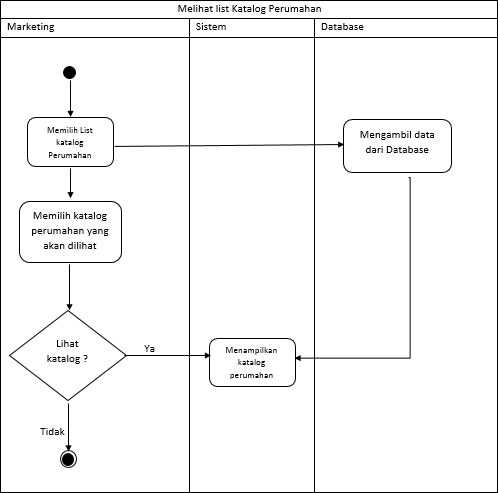 Melihat list Katalog Perumahan
Marketing
Sistem
Database
Memilih List
katalog
Perumahan
Mengambil data
dari Database
Memilih katalog
perumahan yang
akan dilihat
Lihat
katalog ?
Ya
Menampilkan
katalog
perumahan
Tidak